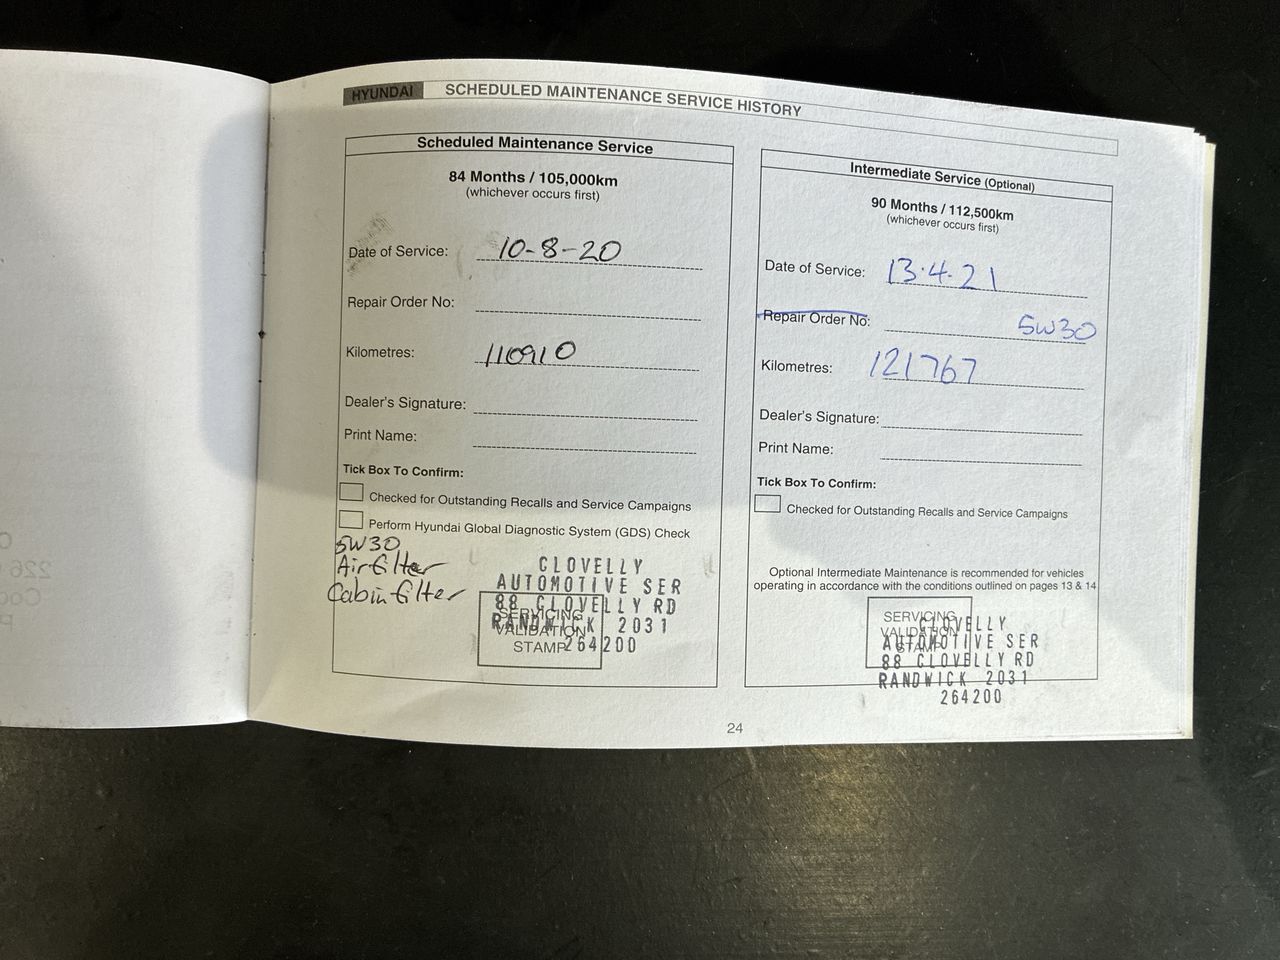 HYUNDAI SCHEDULED MAINTENANCE SERVICE HISTORY
Scheduled Maintenance Service
84 Months / 105,000km
(whichever occurs first)
Date of Service: 10-8-20
Repair Order No:
Kilometres: 110910
Dealer's Signature:
Print Name:
Tick Box To Confirm:
Checked for Outstanding Recalls and Service Campaigns
Perform Hyundai Global Diagnostic System (GDS) Check
5W30
Air filter
Cabin filter
SERVICING
VALIDATION
STAMP
CLOVELLY
AUTOMOTIVE SER
88 CLOVELLY RD
RANDWICK 2031
264200
Intermediate Service (Optional)
90 Months / 112,500km
(whichever occurs first)
Date of Service: 13.4.21
Repair Order No: 5W30
Kilometres: 121767
Dealer's Signature:
Print Name:
Tick Box To Confirm:
Checked for Outstanding Recalls and Service Campaigns
Optional Intermediate Maintenance is recommended for vehicles
operating in accordance with the conditions outlined on pages 13 & 14
SERVICING
VALIDATION
STAMP
CLOVELLY
AUTOMOTIVE SER
88 CLOVELLY RD
RANDWICK 2031
264200
24